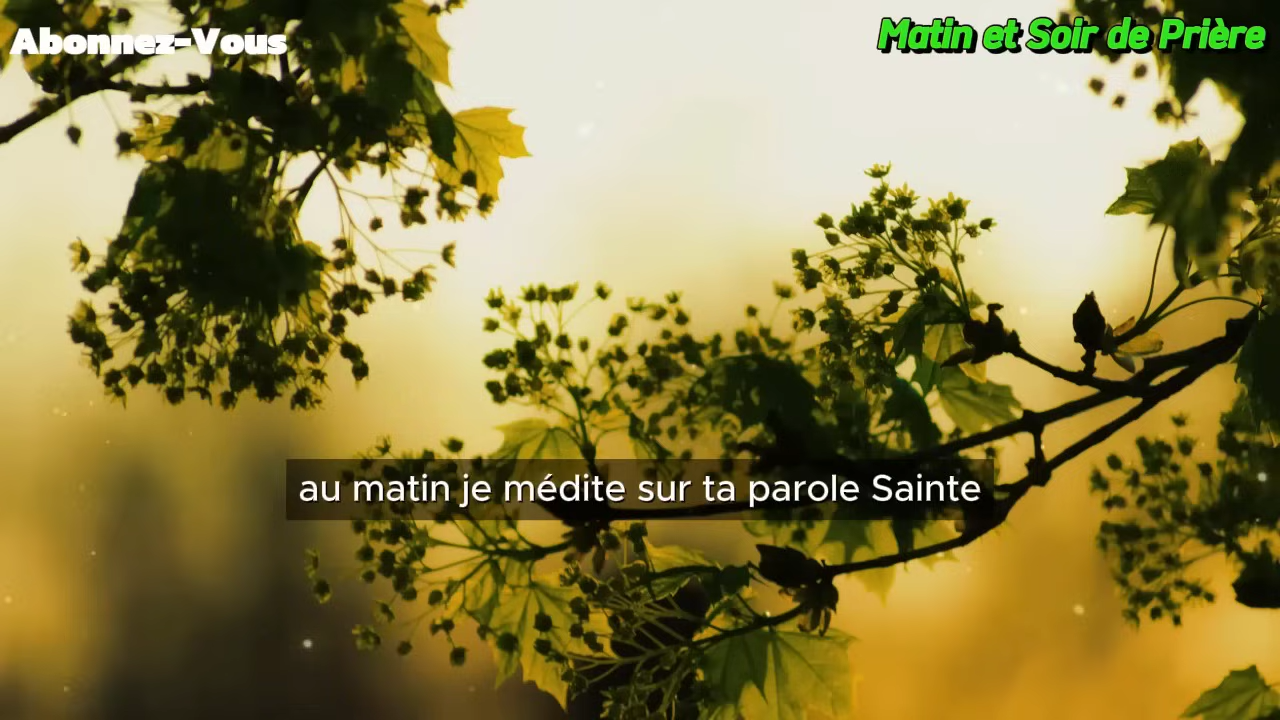 Abonnez-Vous
Matin et Soir de Prière
au matin je médite sur ta parole Sainte